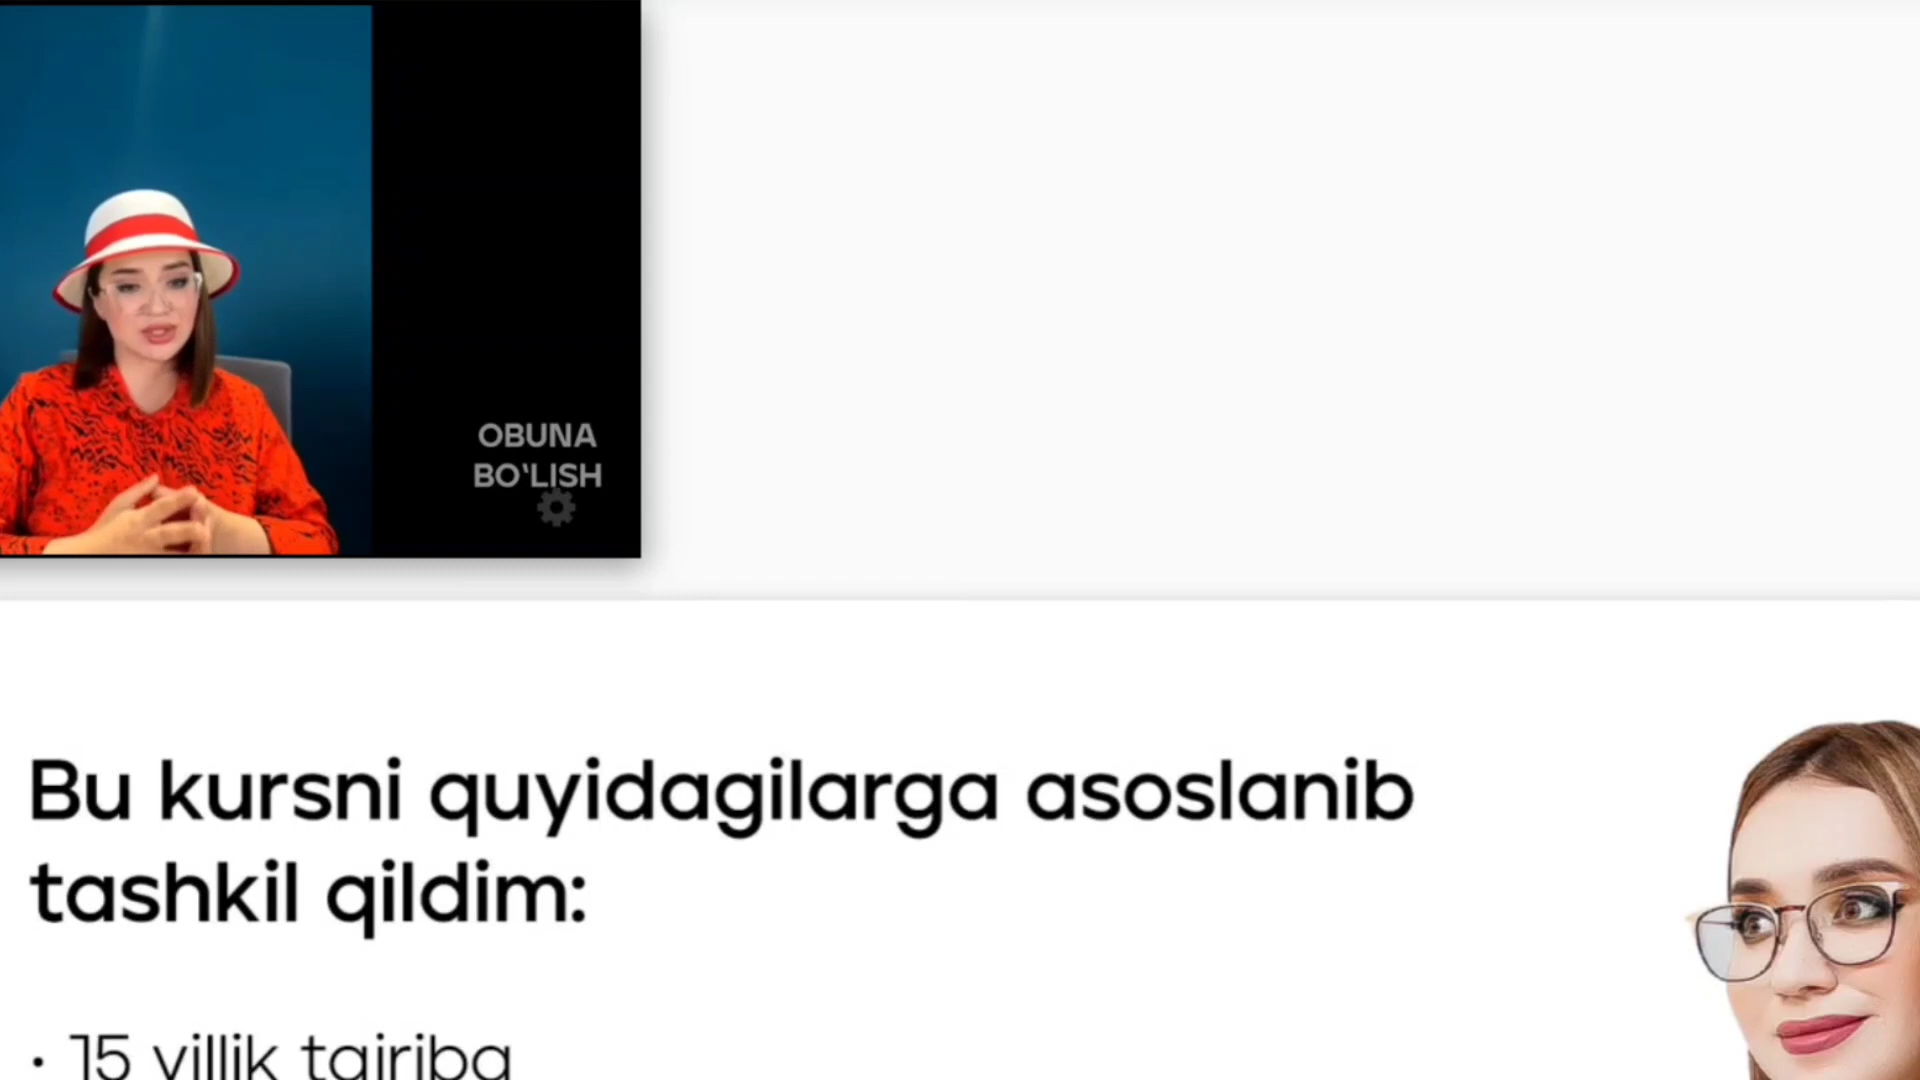 OBUNA
BO‘LISH
Bu kursni quyidagilarga asoslanib
tashkil qildim:
• 15 yillik tajriba